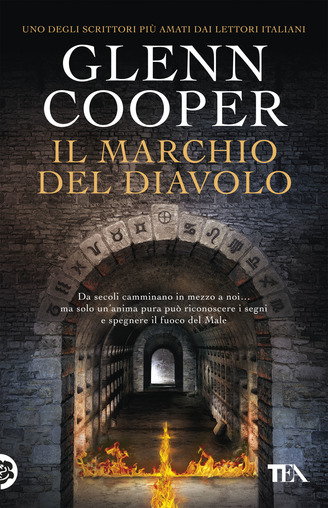 UNO DEGLI SCRITTORI PIÙ AMATI DAI LETTORI ITALIANI
GLENN
COOPER
IL MARCHIO
DEL DIAVOLO
Da secoli camminano in mezzo a noi...
ma solo un'anima pura può riconoscere i segni
e spegnere il fuoco del Male
TEA